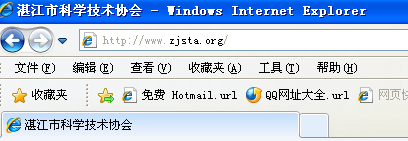 湛江市科学技术协会 - Windows Internet Explorer
http://www.zjsta.org/
文件(F) 编辑(E) 查看(V) 收藏夹(A) 工具(T) 帮助(H)
收藏夹 免费 Hotmail.url QQ网址大全.url 网页快
湛江市科学技术协会